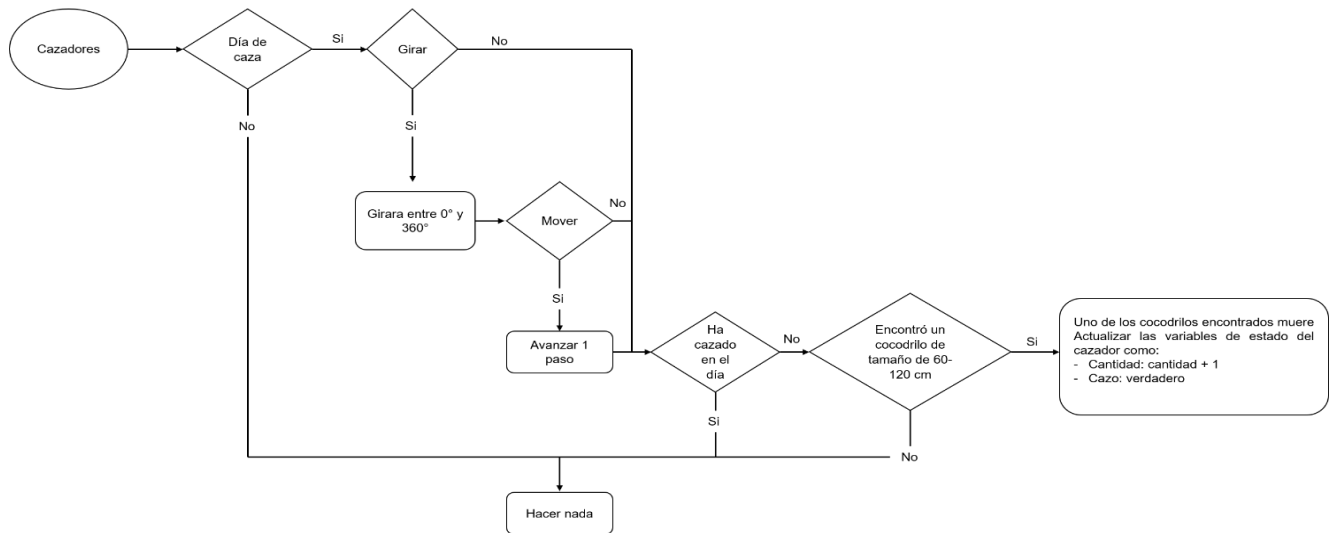 Cazadores
Día de
caza
Si
Girar
No
No
Si
Girara entre 0° y
360°
Mover
No
Si
Avanzar 1
paso
Ha
cazado
en el
día
No
Encontró un
cocodrilo de
tamaño de 60-
120 cm
Si
Uno de los cocodrilos encontrados muere
Actualizar las variables de estado del
cazador como:
- Cantidad: cantidad + 1
- Cazo: verdadero
Si
No
Hacer nada